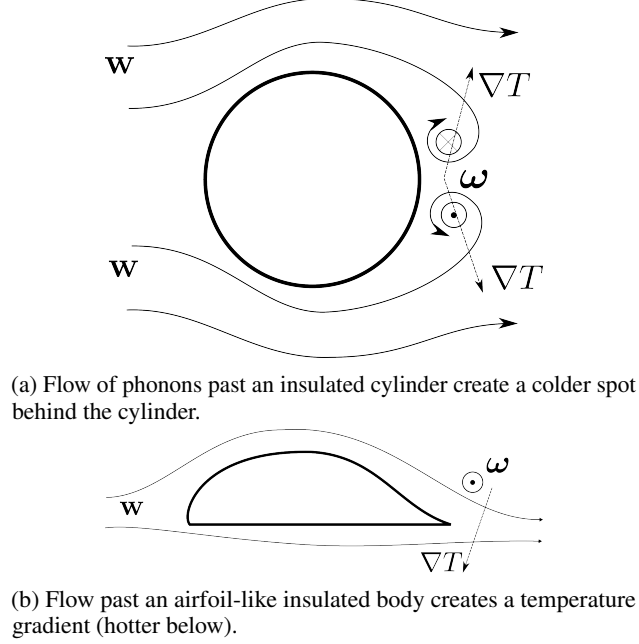 w
∇T
ω
w
∇T
(a) Flow of phonons past an insulated cylinder create a colder spot
behind the cylinder.
ω
w
∇T
(b) Flow past an airfoil-like insulated body creates a temperature
gradient (hotter below).